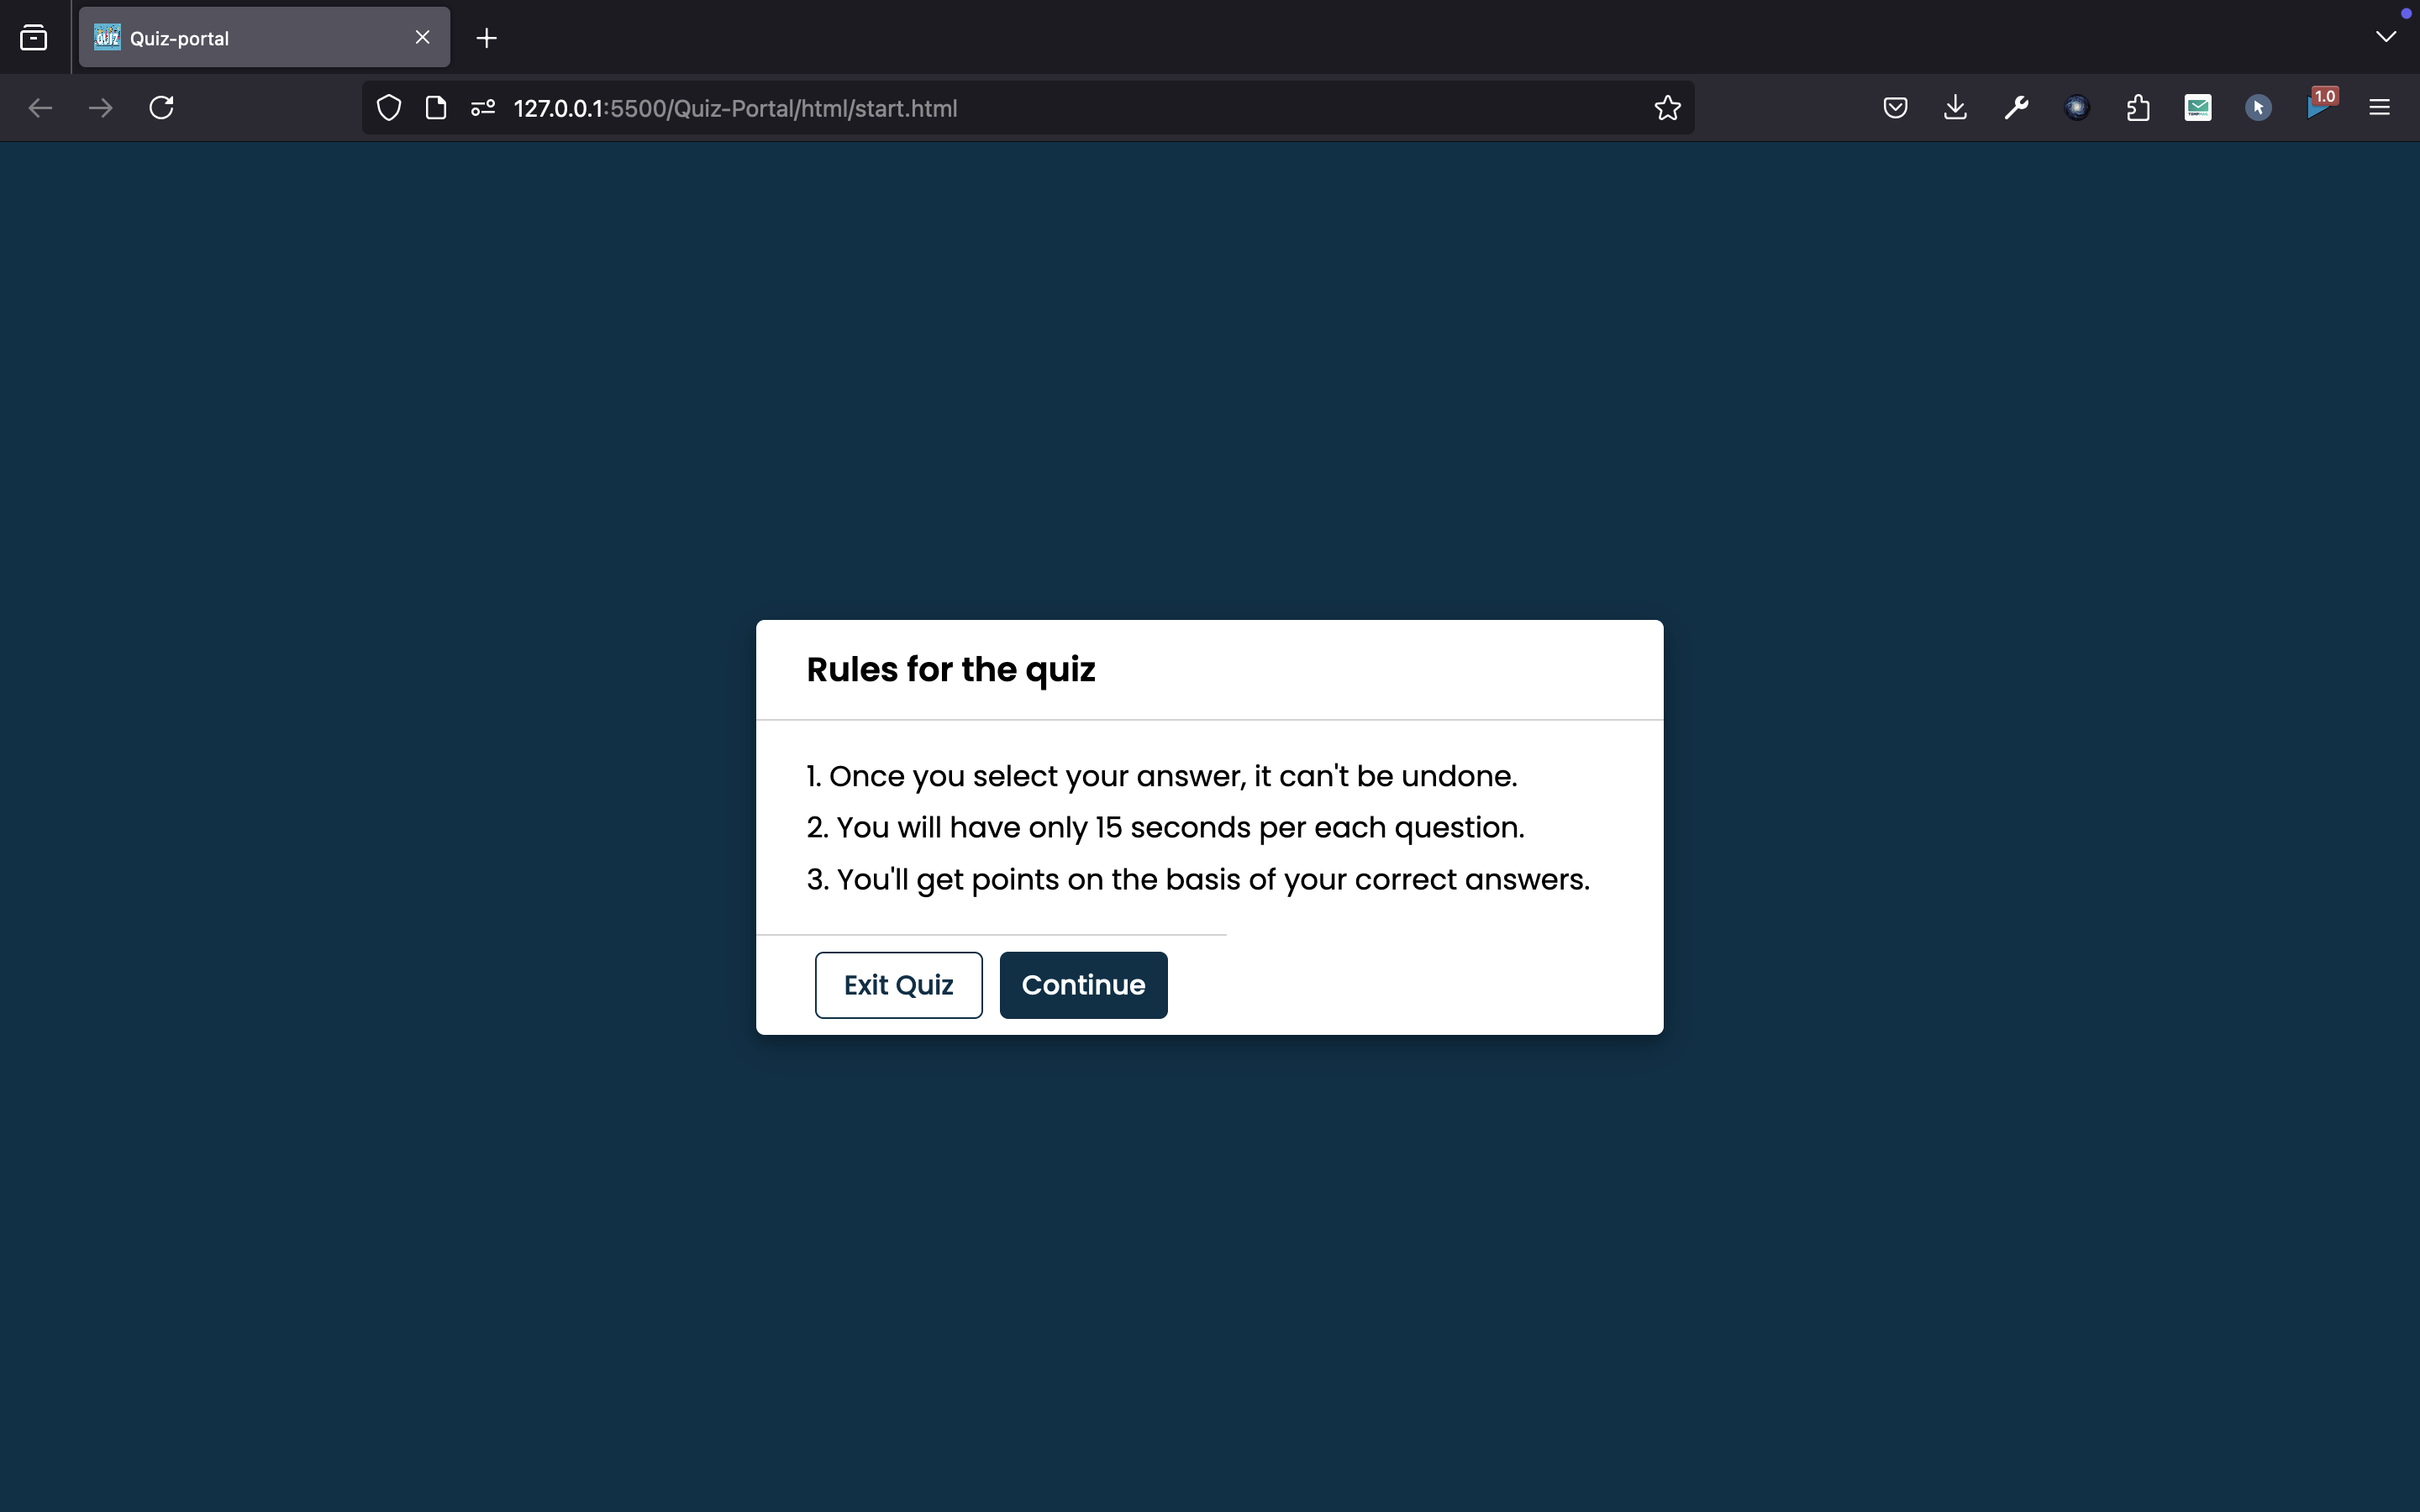 QUIZ
Quiz-portal
127.0.0.1:5500/Quiz-Portal/html/start.html
1.0
Rules for the quiz
1. Once you select your answer, it can't be undone.
2. You will have only 15 seconds per each question.
3. You'll get points on the basis of your correct answers.
Exit Quiz
Continue